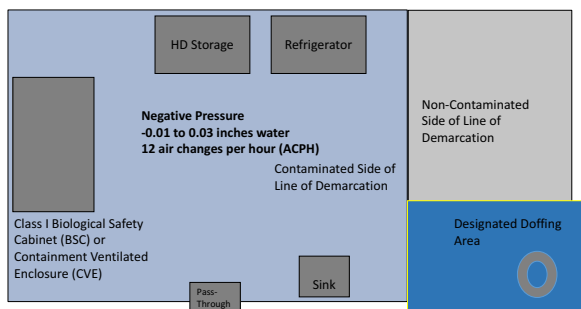 HD Storage
Refrigerator
Negative Pressure
-0.01 to 0.03 inches water
12 air changes per hour (ACPH)
Contaminated Side of
Line of Demarcation
Non-Contaminated
Side of Line of
Demarcation
Class I Biological Safety
Cabinet (BSC) or
Containment Ventilated
Enclosure (CVE)
Pass-
Through
Sink
Designated Doffing
Area